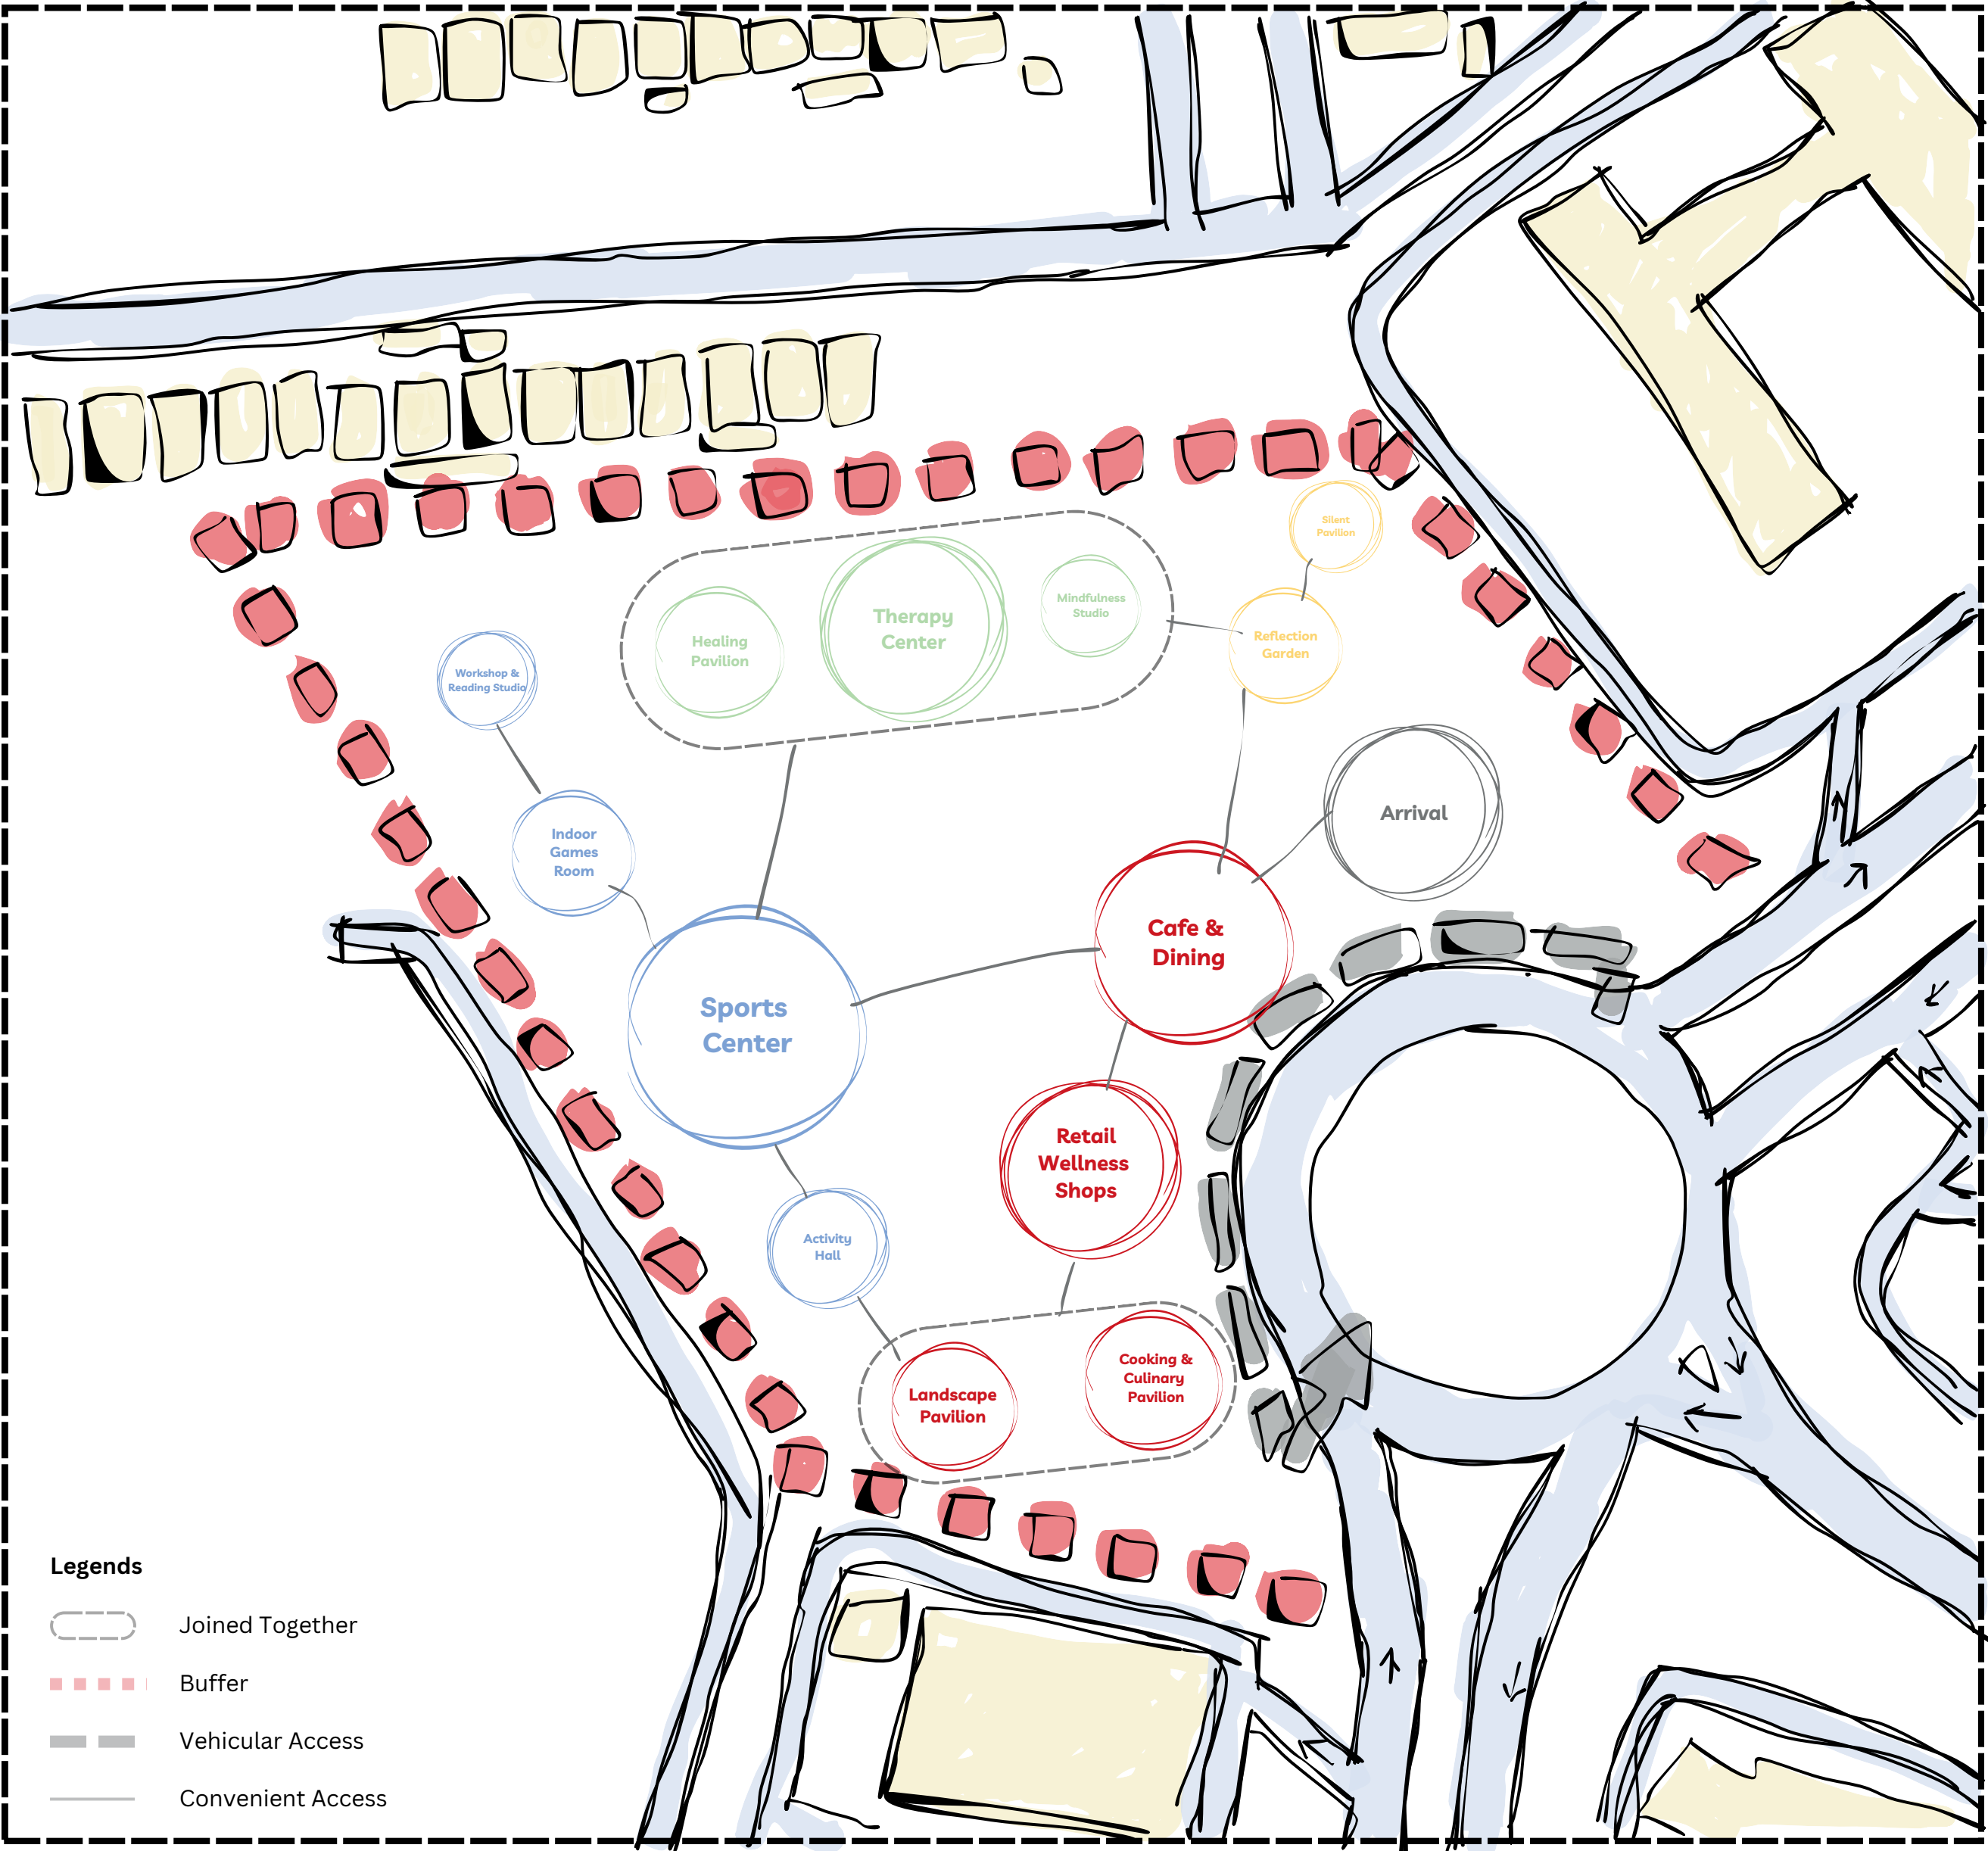 Silent
Pavilion
Mindfulness
Studio
Therapy
Center
Healing
Pavilion
Reflection
Garden
Workshop &
Reading Studio
Arrival
Indoor
Games
Room
Cafe &
Dining
Sports
Center
Retail
Wellness
Shops
Activity
Hall
Cooking &
Culinary
Pavilion
Landscape
Pavilion
Legends
Joined Together
Buffer
Vehicular Access
Convenient Access